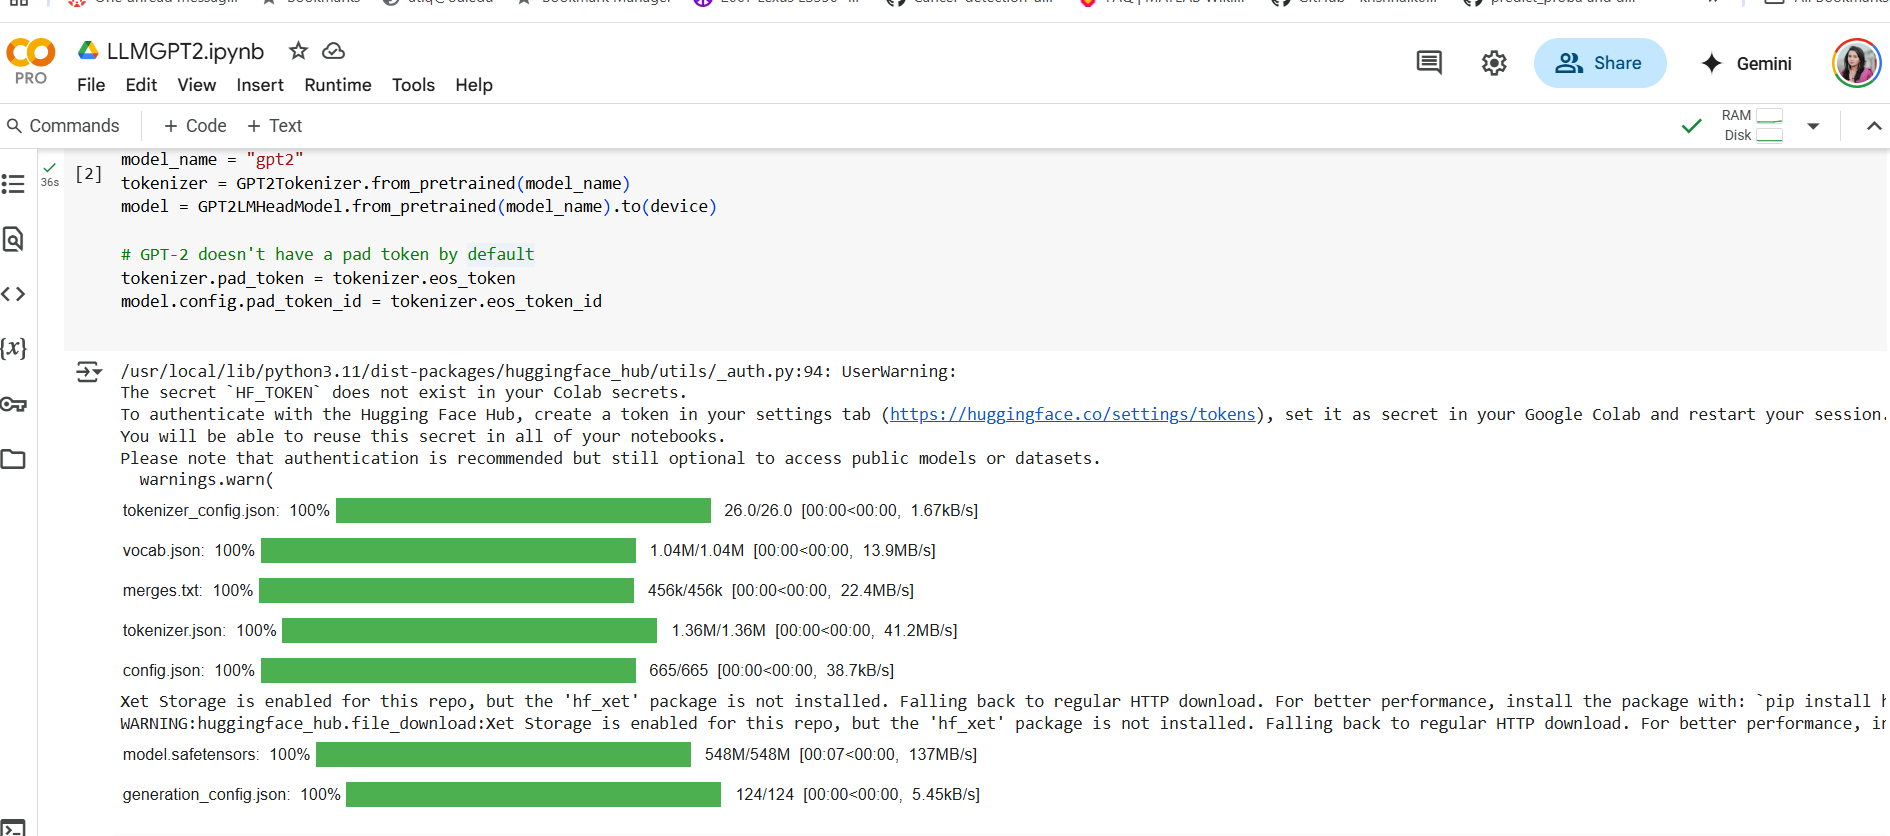 LLMGPT2.ipynb
PRO
File Edit View Insert Runtime Tools Help
Share
Gemini
Commands + Code + Text
RAM
Disk
36s
[2]
model_name = "gpt2"
tokenizer = GPT2Tokenizer.from_pretrained(model_name)
model = GPT2LMHeadModel.from_pretrained(model_name).to(device)
# GPT-2 doesn't have a pad token by default
tokenizer.pad_token = tokenizer.eos_token
model.config.pad_token_id = tokenizer.eos_token_id
{x}
/usr/local/lib/python3.11/dist-packages/huggingface_hub/utils/_auth.py:94: UserWarning:
The secret `HF_TOKEN` does not exist in your Colab secrets.
To authenticate with the Hugging Face Hub, create a token in your settings tab (https://huggingface.co/settings/tokens), set it as secret in your Google Colab and restart your session.
You will be able to reuse this secret in all of your notebooks.
Please note that authentication is recommended but still optional to access public models or datasets.
warnings.warn(
tokenizer_config.json: 100% 26.0/26.0 [00:00<00:00, 1.67kB/s]
vocab.json: 100% 1.04M/1.04M [00:00<00:00, 13.9MB/s]
merges.txt: 100% 456k/456k [00:00<00:00, 22.4MB/s]
tokenizer.json: 100% 1.36M/1.36M [00:00<00:00, 41.2MB/s]
config.json: 100% 665/665 [00:00<00:00, 38.7kB/s]
Xet Storage is enabled for this repo, but the 'hf_xet' package is not installed. Falling back to regular HTTP download. For better performance, install the package with: `pip install
WARNING:huggingface_hub.file_download:Xet Storage is enabled for this repo, but the 'hf_xet' package is not installed. Falling back to regular HTTP download. For better performance,
model.safetensors: 100% 548M/548M [00:07<00:00, 137MB/s]
generation_config.json: 100% 124/124 [00:00<00:00, 5.45kB/s]